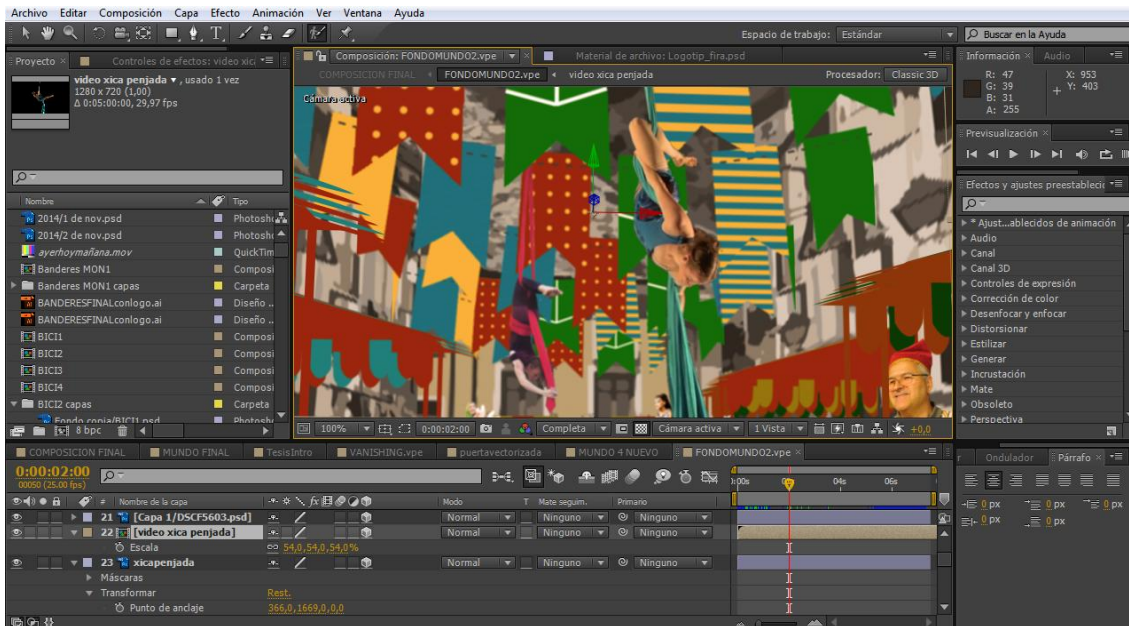 Archivo Editar Composición Capa Efecto Animación Ver Ventana Ayuda
Espacio de trabajo: Estándar
Buscar en la Ayuda
Proyecto
Controles de efectos: video xic
video xica penjada , usado 1 vez
1280 x 720 (1,00)
Δ 0:05:00:00, 29,97 fps
Nombre Tipo
2014/1 de nov.psd Photosh
2014/2 de nov.psd Photosh
ayerhoymañana.mov QuickTim
Banderes MON1 Composi
Banderes MON1 capas Carpeta
BANDERESFINALconlogo.ai Diseño ..
BANDERESFINALconlogo.ai Diseño ..
BICI1 Composi
BICI2 Composi
BICI3 Composi
BICI4 Composi
BICI2 capas Carpeta
Fondo copia/BICI1.psd Photosh
8 bpc
Composición: FONDOMUNDO2.vpe
Material de archivo: Logotip_fira.psd
COMPOSICION FINAL FONDOMUNDO2.vpe video xica penjada
Procesador: Classic 3D
Cámara activa
100% 0:00:02:00 Completa Cámara activa 1 Vista +0,0
Información Audio
R: 47 X: 953
G: 39 Y: 403
B: 31
A: 255
Previsualización
Efectos y ajustes preestableci
* Ajust...ablecidos de animación
Audio
Canal
Canal 3D
Controles de expresión
Corrección de color
Desenfocar y enfocar
Distorsionar
Estilizar
Generar
Incrustación
Mate
Obsoleto
Perspectiva
COMPOSICION FINAL MUNDO FINAL TesisIntro VANISHING.vpe puertavectorizada MUNDO 4 NUEVO FONDOMUNDO2.vpe
0:00:02:00
00050 (25.00 fps)
04s 06s
# Nombre de la capa Modo T Mate seguim. Primario
21 [Capa 1/DSCF5603.psd] Normal Ninguno Ninguno
22 [video xica penjada] Normal Ninguno Ninguno
Escala 54,0,54,0,54,0%
23 xicapenjada Normal Ninguno Ninguno
Máscaras
Transformar Rest.
Punto de anclaje 366,0,1669,0,0,0
Ondulador Párrafo
0 px 0 px 0 px
0 px 0 px